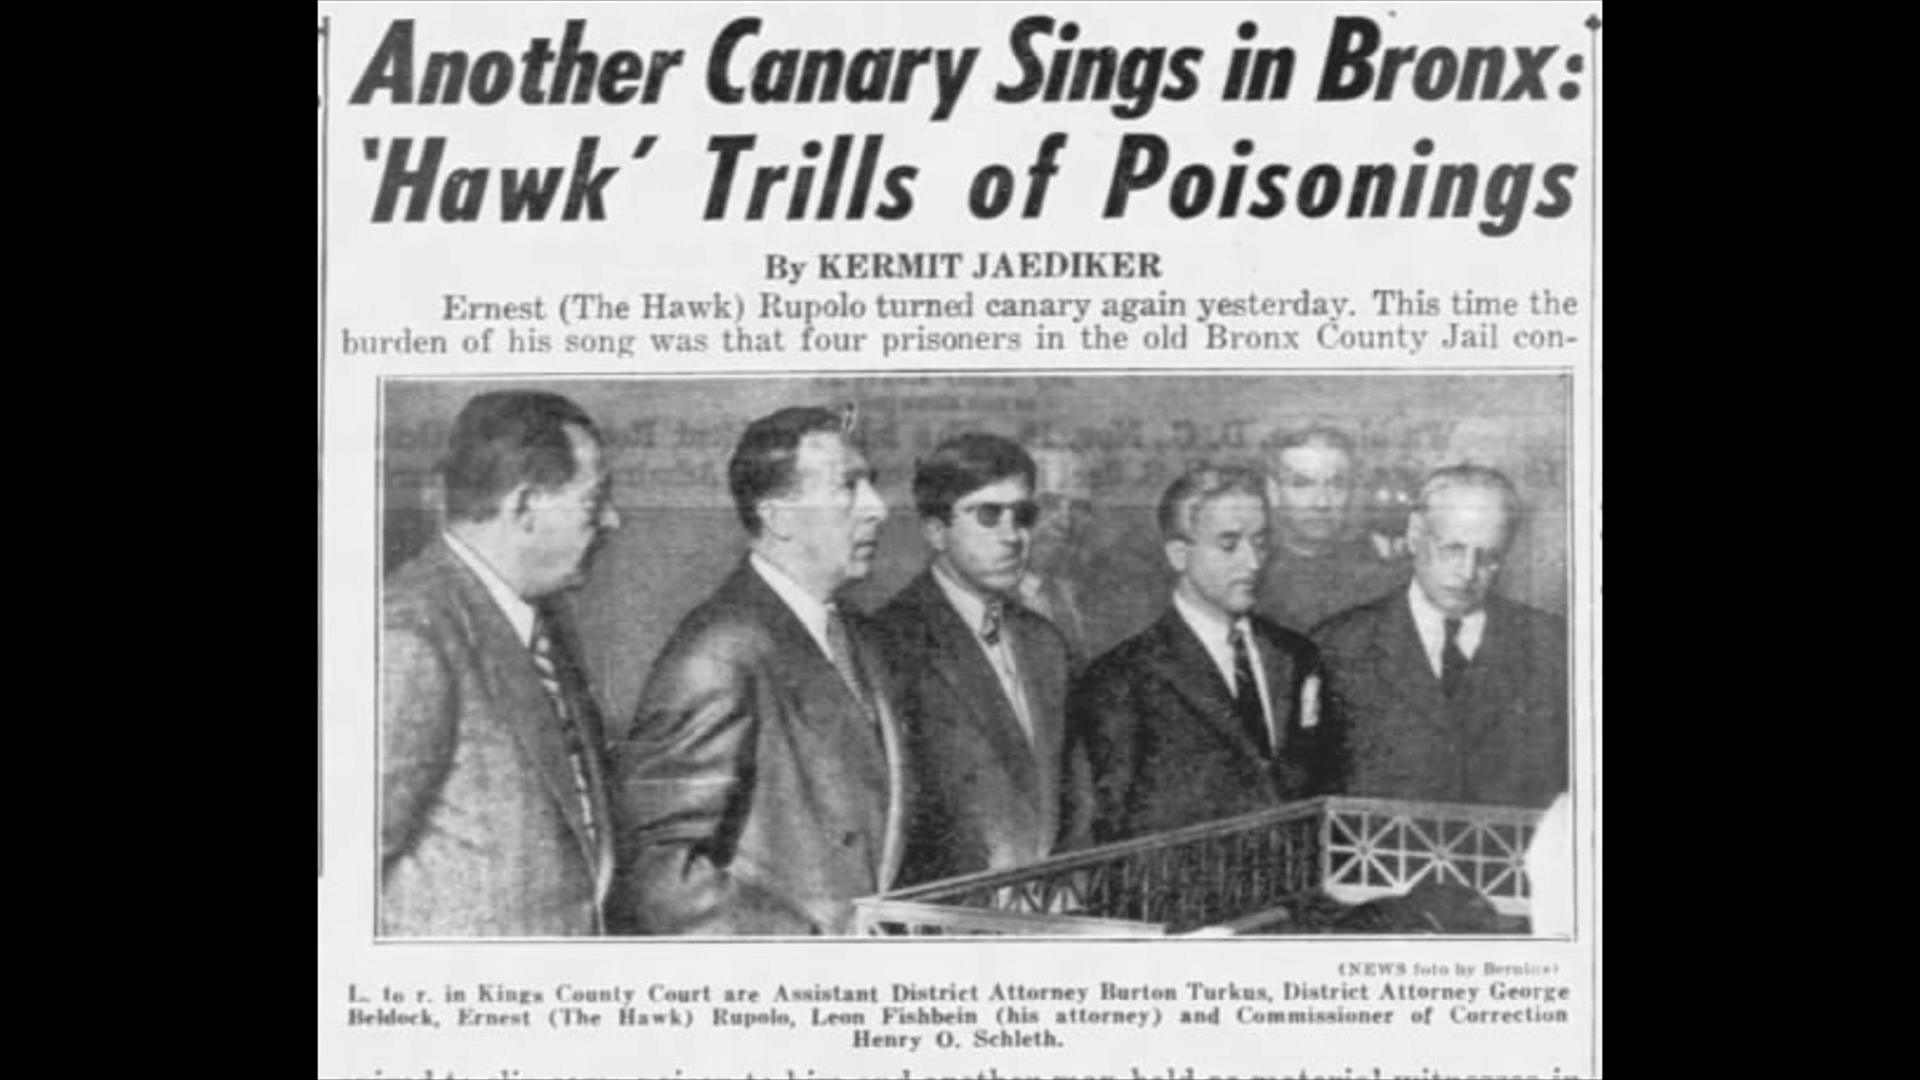 Another Canary Sings in Bronx:
'Hawk' Trills of Poisonings
By KERMIT JAEDIKER
Ernest (The Hawk) Rupolo turned canary again yesterday. This time the
burden of his song was that four prisoners in the old Bronx County Jail con-
(NEWS foto by
L. to r. in Kings County Court are Assistant District Attorney Burton Turkus, District Attorney George
Beldock, Ernest (The Hawk) Rupolo, Leon Fishbein (his attorney) and Commissioner of Correction
Henry O. Schleth.